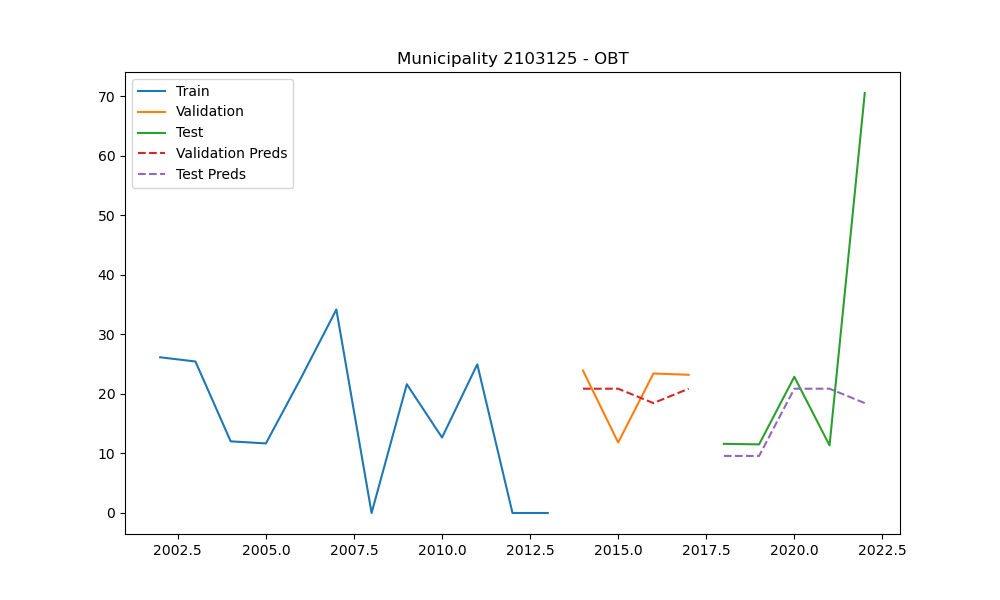 Municipality 2103125 - OBT
Train
Validation
Test
Validation Preds
Test Preds
70
60
50
40
30
20
10
0
2002.5 2005.0 2007.5 2010.0 2012.5 2015.0 2017.5 2020.0 2022.5